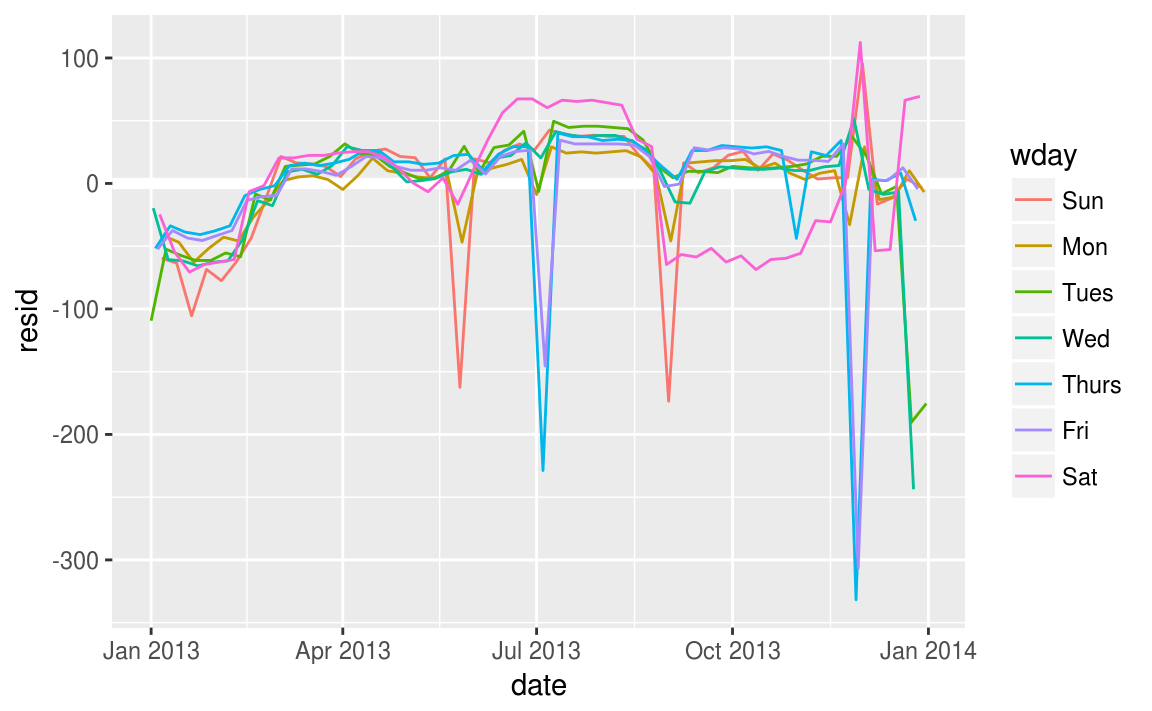 100
0
-100
-200
-300
resid
Jan 2013 Apr 2013 Jul 2013 Oct 2013 Jan 2014
date
wday
Sun
Mon
Tues
Wed
Thurs
Fri
Sat